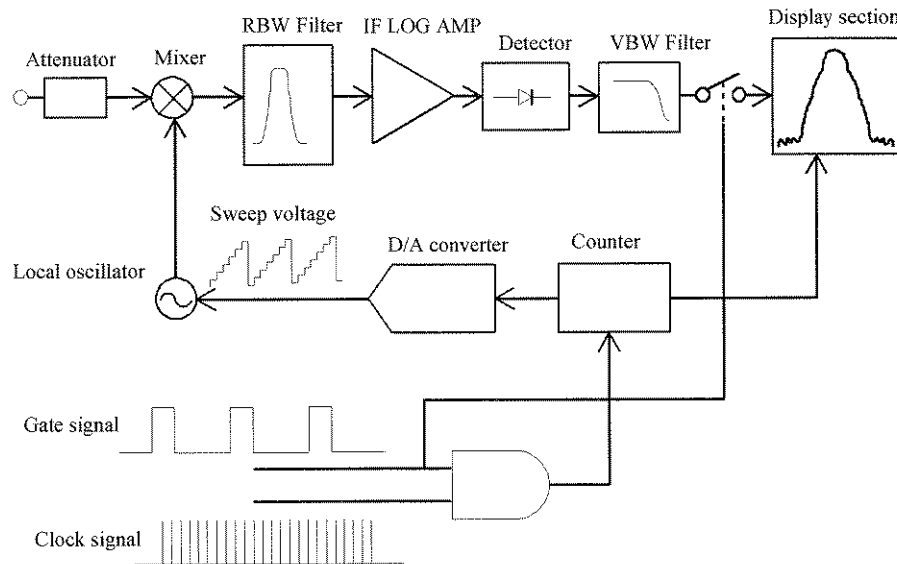 Display section
RBW Filter
IF LOG AMP
Detector
VBW Filter
Attenuator
Mixer
Sweep voltage
D/A converter
Counter
Local oscillator
Gate signal
Clock signal